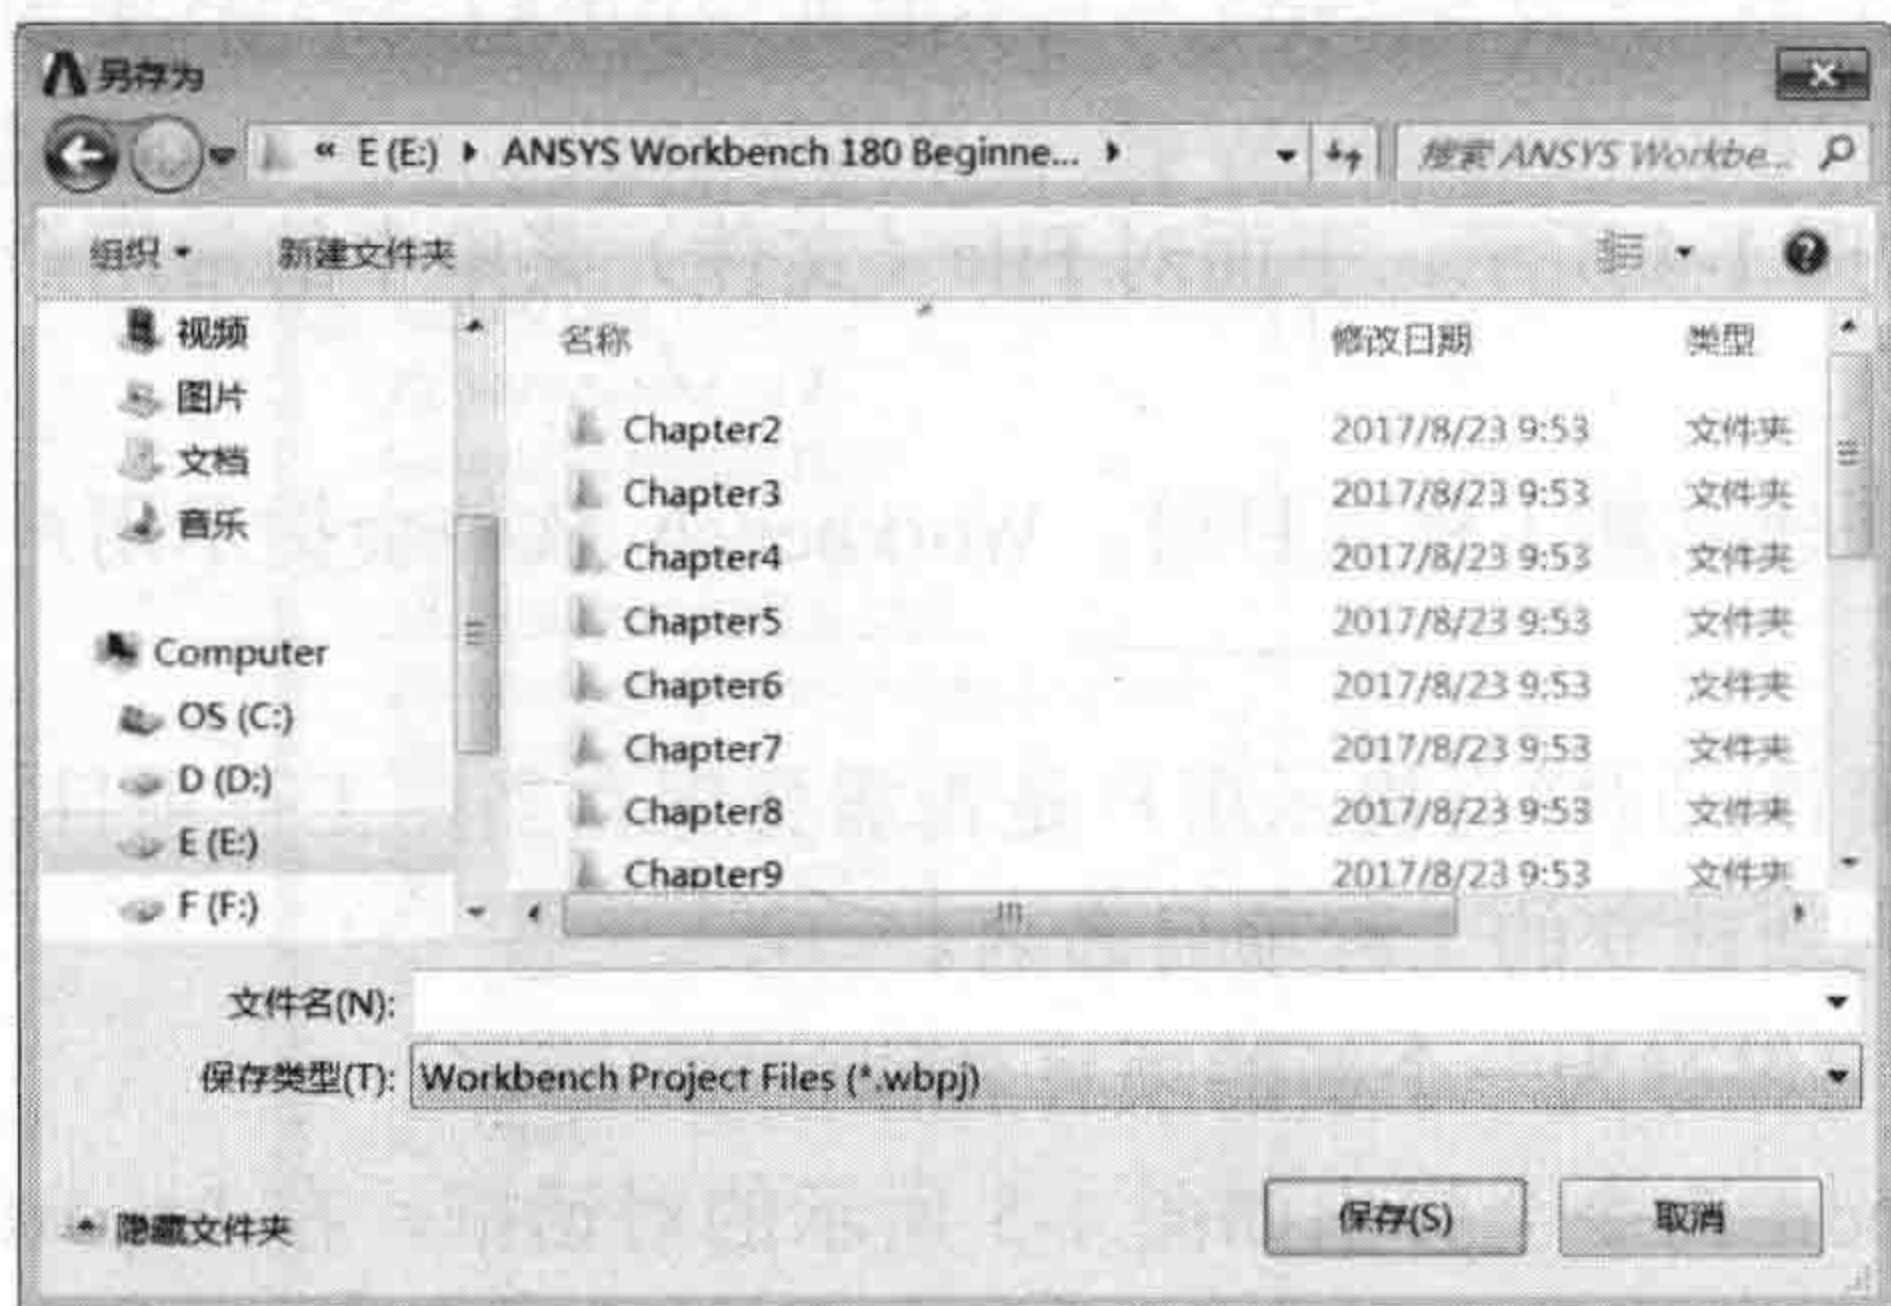 另存为
« E (E:) ▸ ANSYS Workbench 180 Beginne... ▸
搜索 ANSYS Workbe...
组织 新建文件夹
视频
图片
文档
音乐
Computer
OS (C:)
D (D:)
E (E:)
F (F:)
名称 修改日期 类型
Chapter2 2017/8/23 9:53 文件夹
Chapter3 2017/8/23 9:53 文件夹
Chapter4 2017/8/23 9:53 文件夹
Chapter5 2017/8/23 9:53 文件夹
Chapter6 2017/8/23 9:53 文件夹
Chapter7 2017/8/23 9:53 文件夹
Chapter8 2017/8/23 9:53 文件夹
Chapter9 2017/8/23 9:53 文件夹
文件名(N):
保存类型(T): Workbench Project Files (*.wbpj)
隐藏文件夹 保存(S) 取消